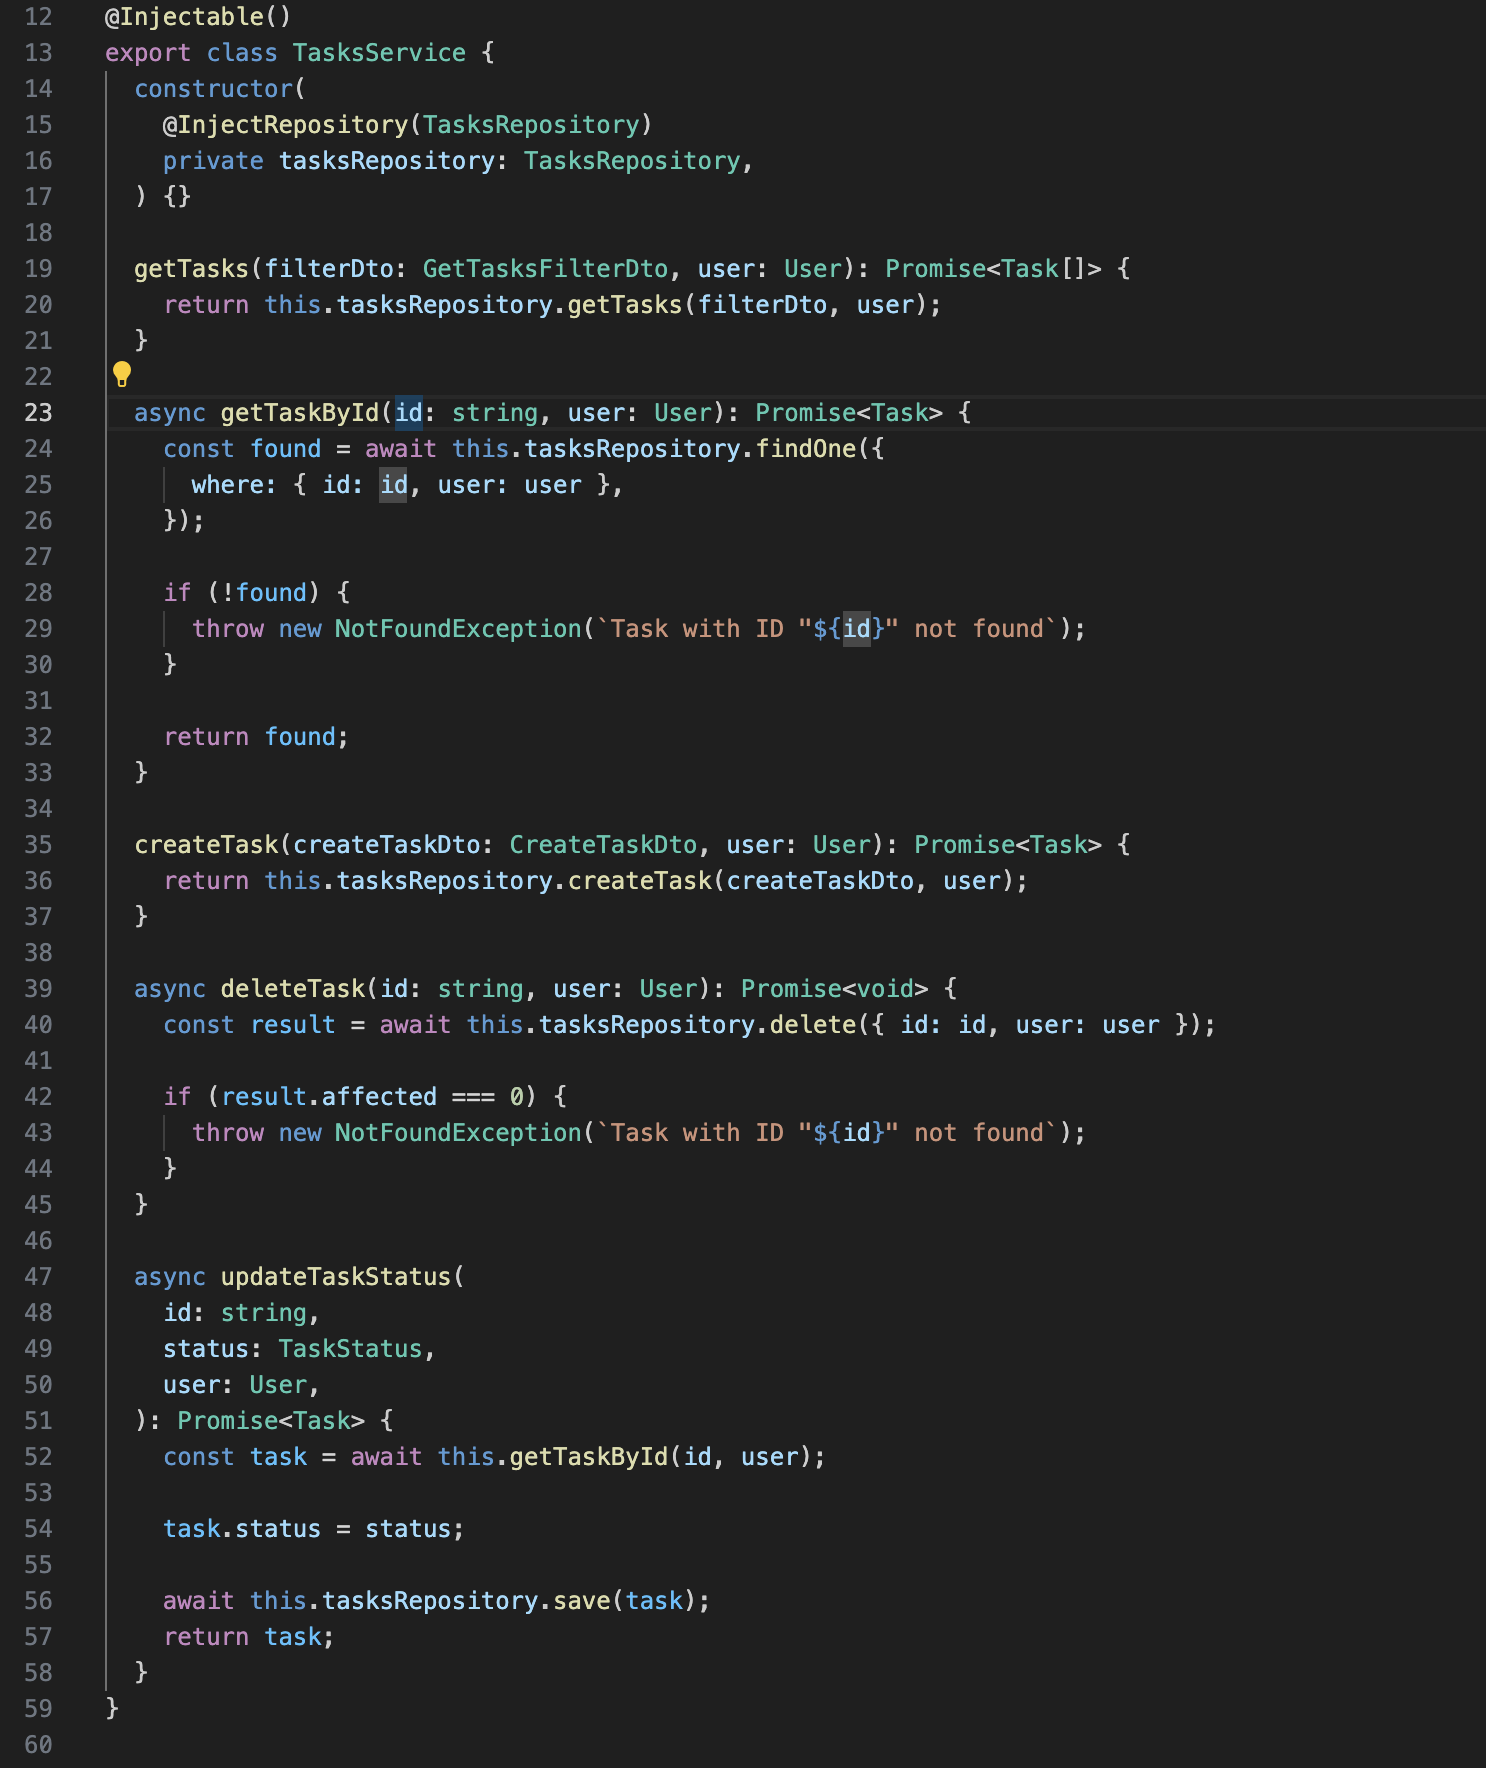 12 @Injectable()
13 export class TasksService {
14   constructor(
15     @InjectRepository(TasksRepository)
16     private tasksRepository: TasksRepository,
17   ) {}
18
19   getTasks(filterDto: GetTasksFilterDto, user: User): Promise<Task[]> {
20     return this.tasksRepository.getTasks(filterDto, user);
21   }
22
23   async getTaskById(id: string, user: User): Promise<Task> {
24     const found = await this.tasksRepository.findOne({
25       where: { id: id, user: user },
26     });
27
28     if (!found) {
29       throw new NotFoundException(`Task with ID "${id}" not found`);
30     }
31
32     return found;
33   }
34
35   createTask(createTaskDto: CreateTaskDto, user: User): Promise<Task> {
36     return this.tasksRepository.createTask(createTaskDto, user);
37   }
38
39   async deleteTask(id: string, user: User): Promise<void> {
40     const result = await this.tasksRepository.delete({ id: id, user: user });
41
42     if (result.affected === 0) {
43       throw new NotFoundException(`Task with ID "${id}" not found`);
44     }
45   }
46
47   async updateTaskStatus(
48     id: string,
49     status: TaskStatus,
50     user: User,
51   ): Promise<Task> {
52     const task = await this.getTaskById(id, user);
53
54     task.status = status;
55
56     await this.tasksRepository.save(task);
57     return task;
58   }
59 }
60